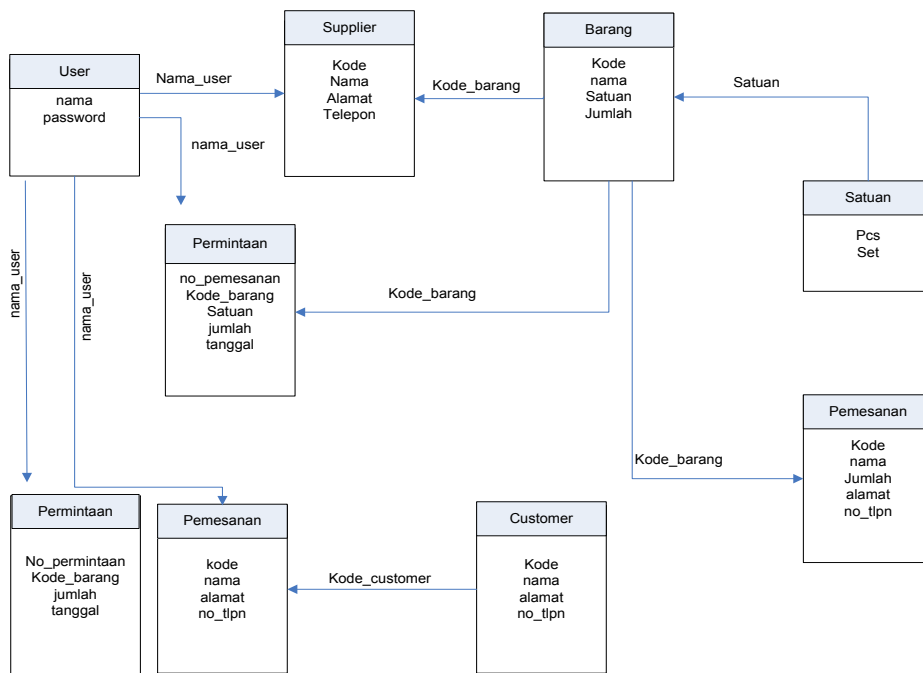 Supplier
Kode
Nama
Alamat
Telepon
Barang
Kode
nama
Satuan
Jumlah
User
nama
password
Nama_user
Kode_barang
Satuan
nama_user
Satuan
Pcs
Set
Permintaan
no_pemesanan
Kode_barang
Satuan
jumlah
tanggal
Kode_barang
nama_user
nama_user
Pemesanan
Kode
nama
Jumlah
alamat
no_tlpn
Kode_barang
Permintaan
No_permintaan
Kode_barang
jumlah
tanggal
Pemesanan
kode
nama
alamat
no_tlpn
Kode_customer
Customer
Kode
nama
alamat
no_tlpn